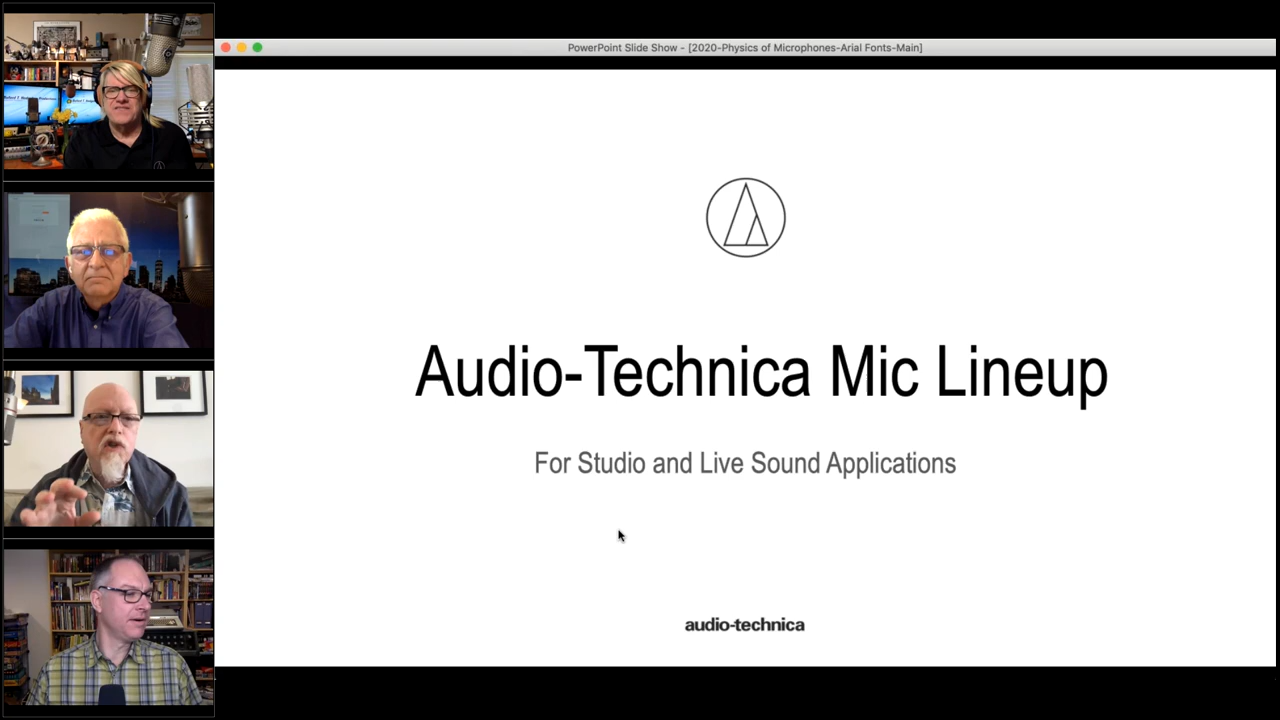 PowerPoint Slide Show - [2020-Physics of Microphones-Arial Fonts-Main]
Audio-Technica Mic Lineup
For Studio and Live Sound Applications
audio-technica